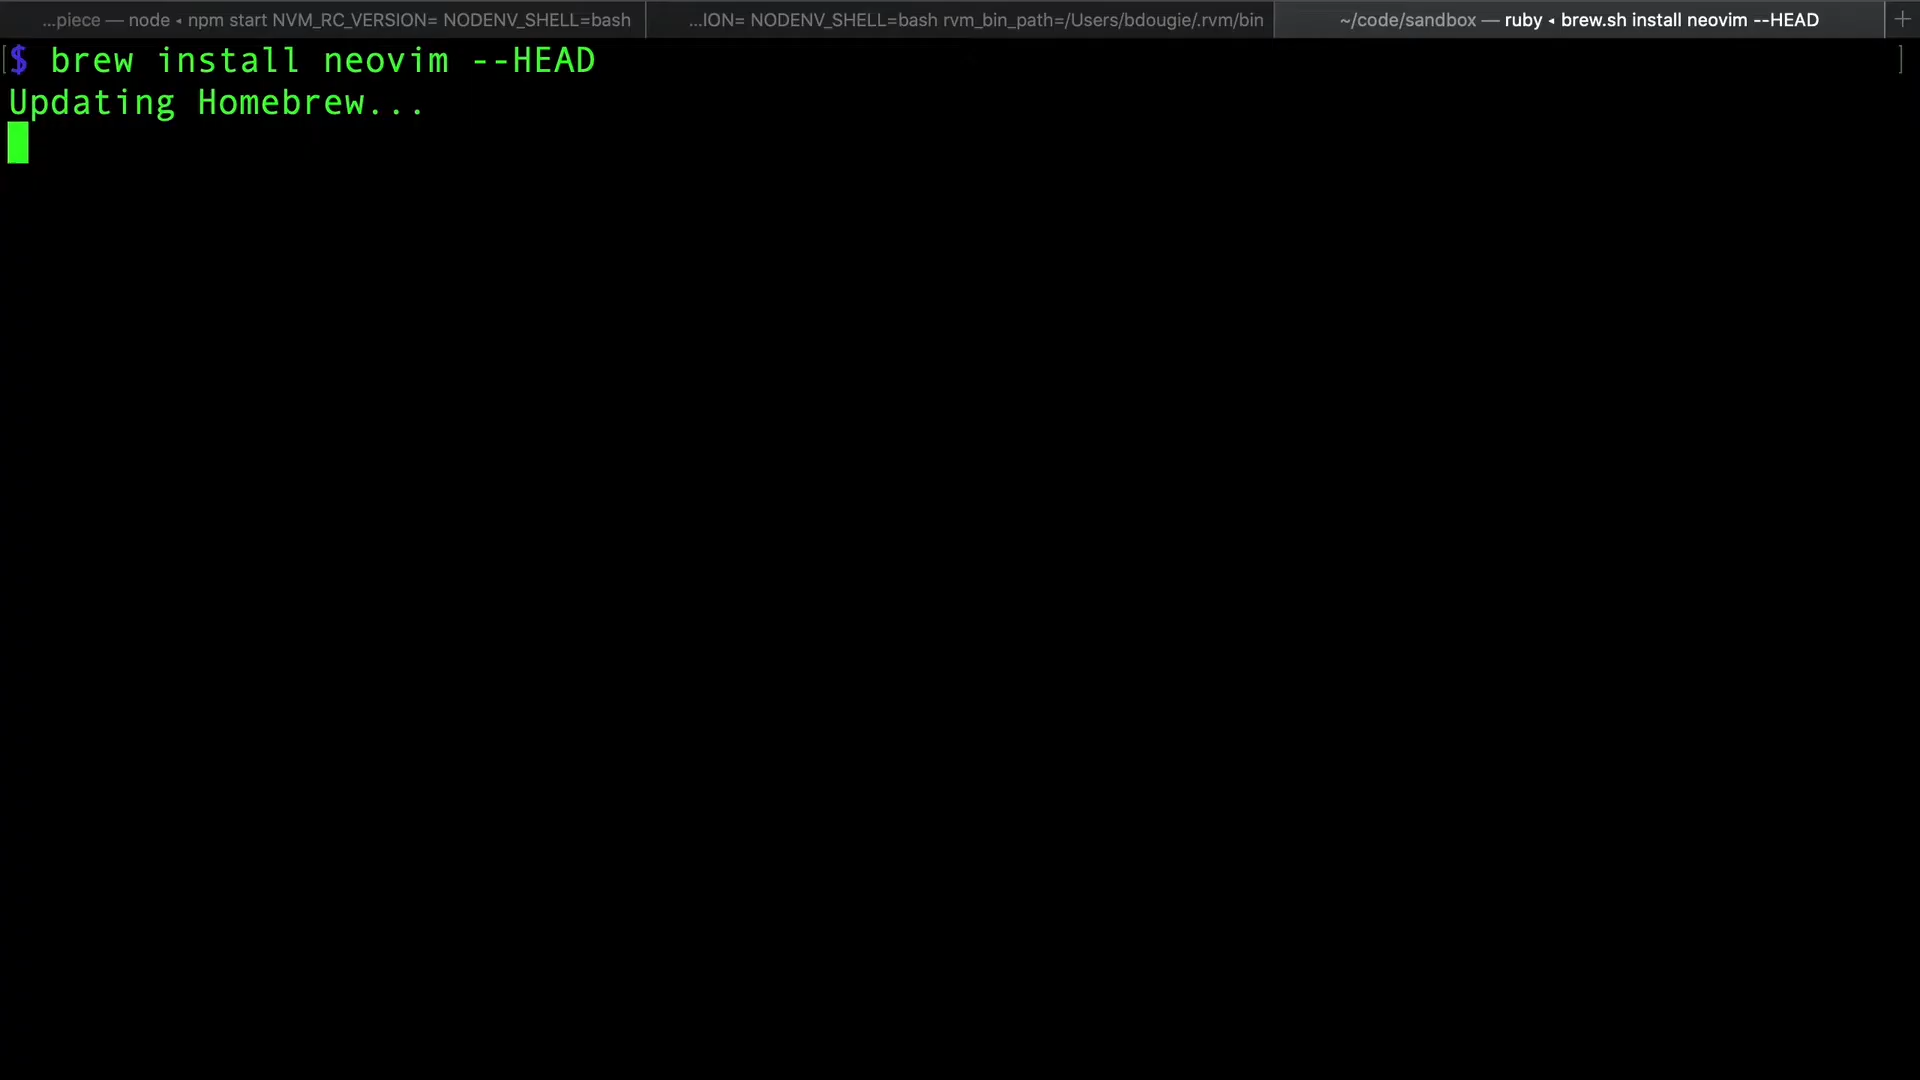 ...piece — node ◂ npm start NVM_RC_VERSION= NODENV_SHELL=bash
...ION= NODENV_SHELL=bash rvm_bin_path=/Users/bdougie/.rvm/bin
~/code/sandbox — ruby ◂ brew.sh install neovim --HEAD
+
[$ brew install neovim --HEAD ]
Updating Homebrew...